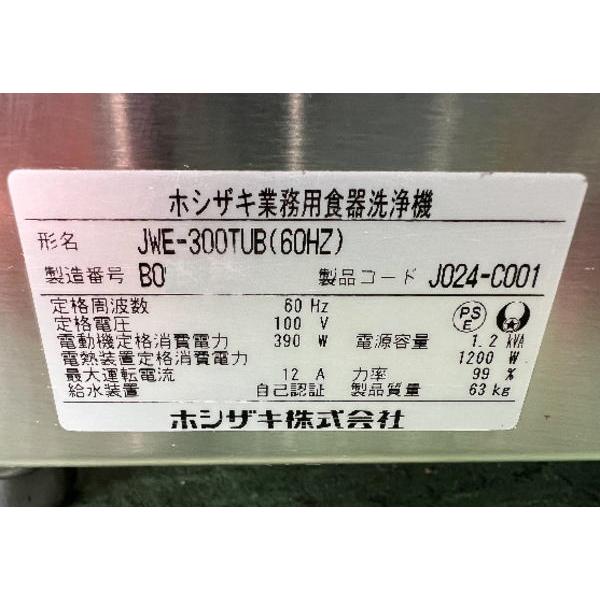 ホシザキ業務用食器洗浄機
形名 JWE-300TUB(60HZ)
製造番号 B0 製品コード J024-C001
定格周波数 60 Hz PSE
定格電圧 100 V
電動機定格消費電力 390 W 電源容量 1.2 kVA
電熱装置定格消費電力 1200 W
最大運転電流 12 A 力率 99 %
給水装置 自己認証 製品質量 63 kg
ホシザキ株式会社